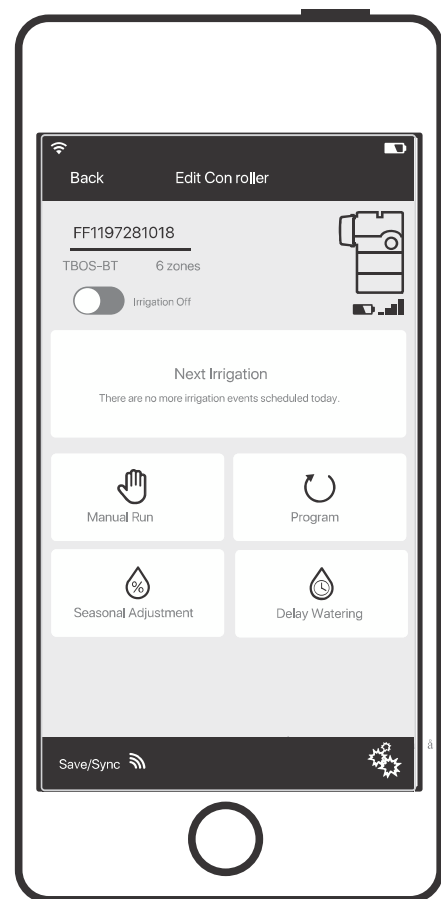 Back Edit Con roller
FF1197281018
TBOS-BT 6 zones
Irrigation Off
Next Irrigation
There are no more irrigation events scheduled today.
Manual Run Program
Seasonal Adjustment Delay Watering
Save/Sync
å